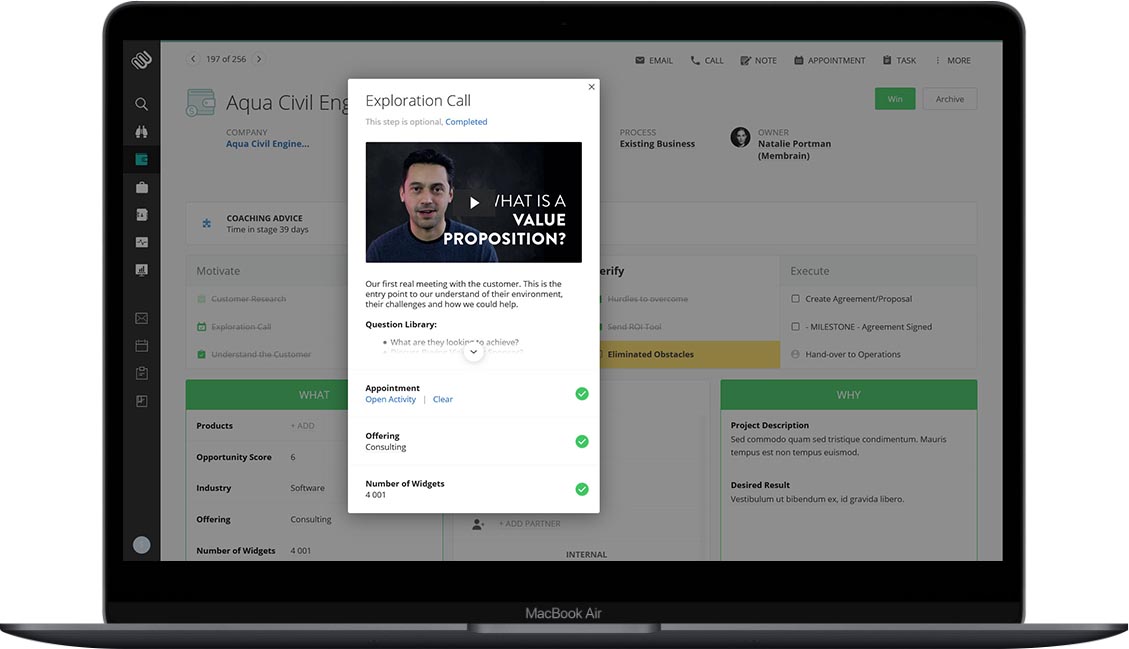 197 of 256
EMAIL
CALL
NOTE
APPOINTMENT
TASK
MORE
Aqua Civil Eng
Win
Archive
COMPANY
Aqua Civil Engine...
PROCESS
Existing Business
OWNER
Natalie Portman
(Membrain)
COACHING ADVICE
Time in stage 39 days
Motivate
Customer Research
Exploration Call
Understand the Customer
erify
Hurdles to overcome
Send ROI Tool
Eliminated Obstacles
Execute
Create Agreement/Proposal
- MILESTONE - Agreement Signed
Hand-over to Operations
WHAT
Products + ADD
Opportunity Score 6
Industry Software
Offering Consulting
Number of Widgets 4 001
Exploration Call
This step is optional, Completed
WHAT IS A
VALUE
PROPOSITION?
Our first real meeting with the customer. This is the
entry point to our understand of their environment,
their challenges and how we could help.
Question Library:
• What are they looking to achieve?
Appointment
Open Activity | Clear
Offering
Consulting
Number of Widgets
4 001
+ ADD PARTNER
INTERNAL
WHY
Project Description
Sed commodo quam sed tristique condimentum. Mauris
tempus est non tempus euismod.
Desired Result
Vestibulum ut bibendum ex, id gravida libero.
MacBook Air